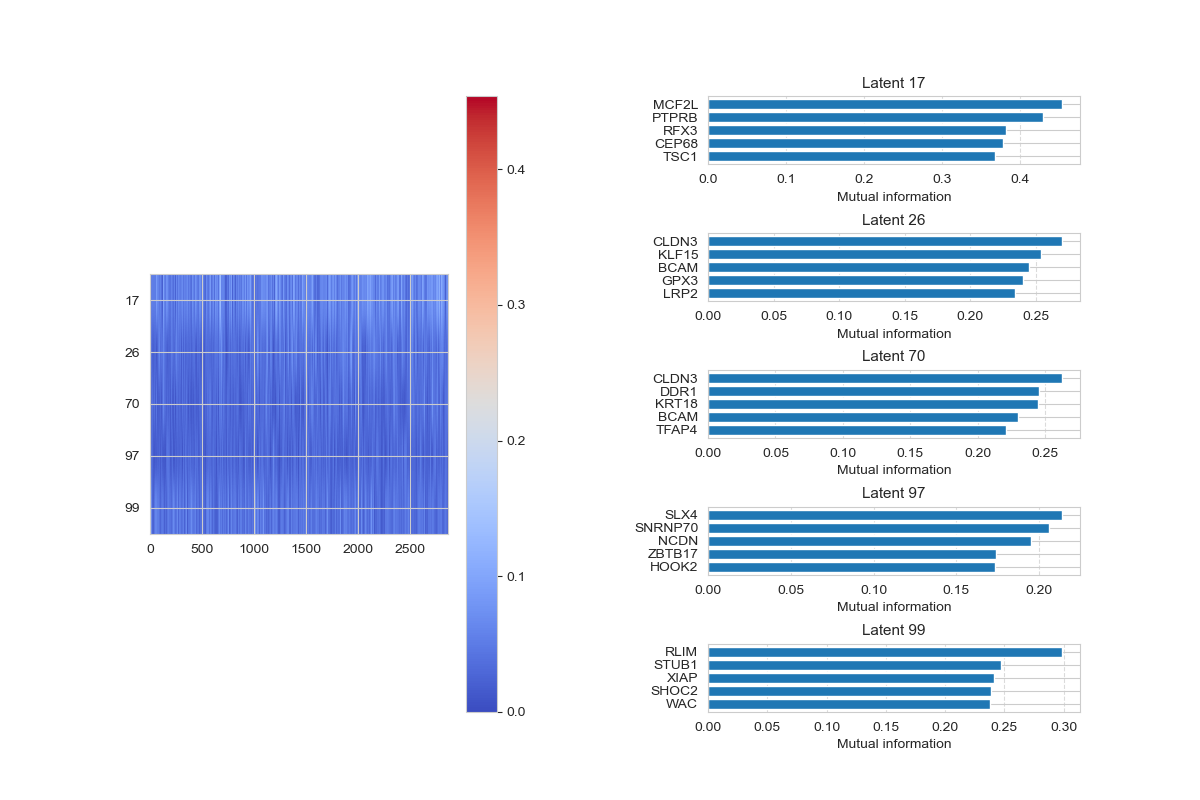 17
26
70
97
99
0 500 1000 1500 2000 2500
0.4
0.3
0.2
0.1
0.0
Latent 17
MCF2L
PTPRB
RFX3
CEP68
TSC1
0.0 0.1 0.2 0.3 0.4
Mutual information
Latent 26
CLDN3
KLF15
BCAM
GPX3
LRP2
0.00 0.05 0.10 0.15 0.20 0.25
Mutual information
Latent 70
CLDN3
DDR1
KRT18
BCAM
TFAP4
0.00 0.05 0.10 0.15 0.20 0.25
Mutual information
Latent 97
SLX4
SNRNP70
NCDN
ZBTB17
HOOK2
0.00 0.05 0.10 0.15 0.20
Mutual information
Latent 99
RLIM
STUB1
XIAP
SHOC2
WAC
0.00 0.05 0.10 0.15 0.20 0.25 0.30
Mutual information